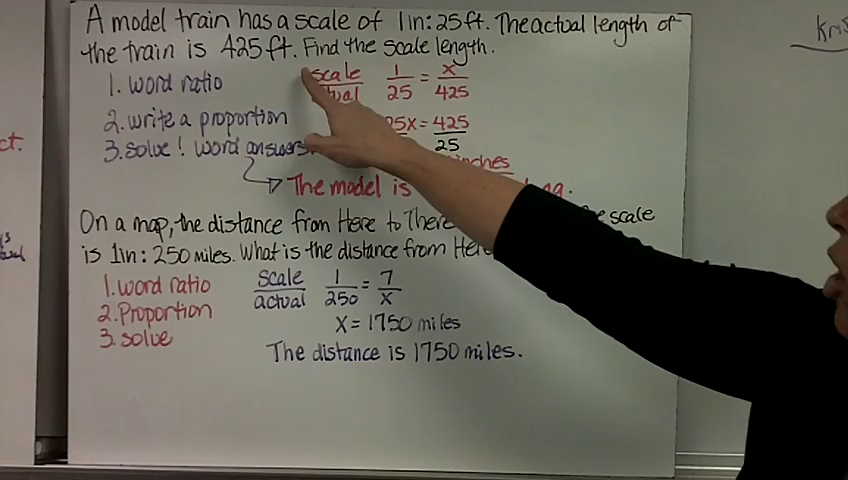 A model train has a scale of 1in: 25ft. The actual length of
the train is 425ft. Find the scale length.
1. word ratio
scale 1 = x
25 425
2. write a proportion
25x = 425
25
3. solve! word answers
inches
The model is
On a map, the distance from Here to There scale
is 1in: 250 miles. What is the distance from Here
1. word ratio
scale 1 = 7
actual 250 x
2. Proportion
x = 1750 miles
3. solve
The distance is 1750 miles.
ct.